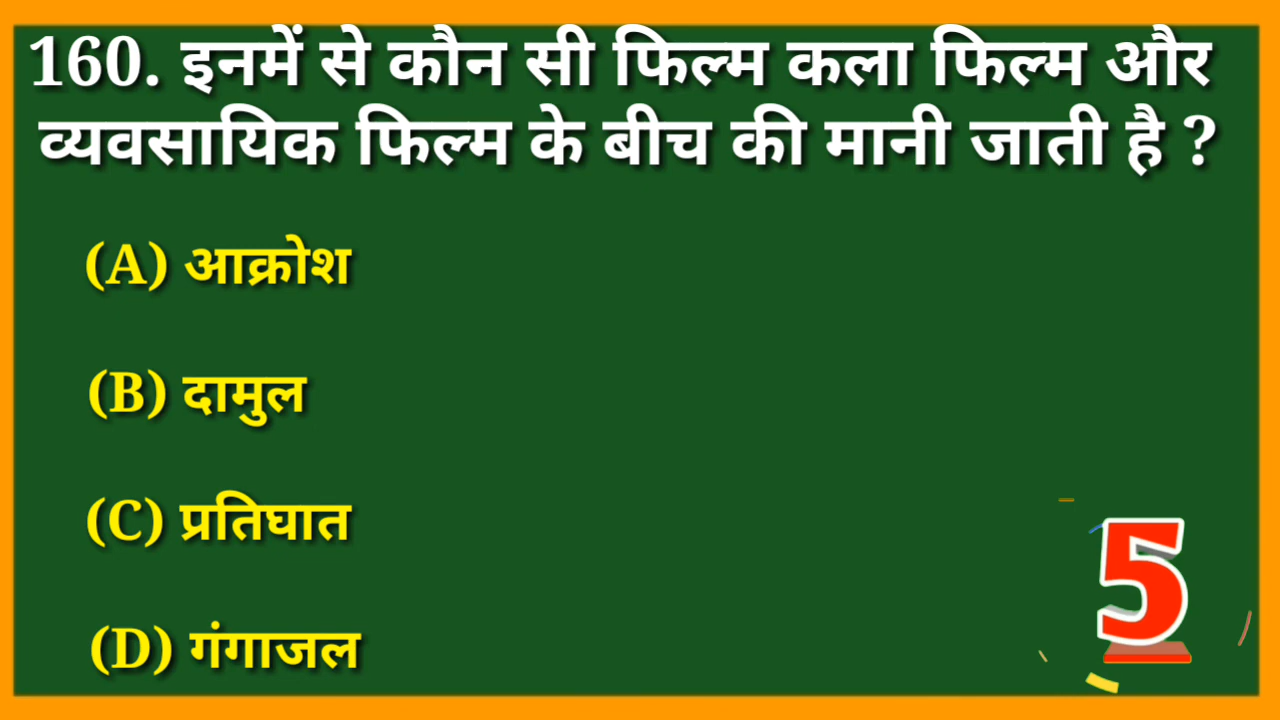 160. इनमें से कौन सी फिल्म कला फिल्म और
व्यवसायिक फिल्म के बीच की मानी जाती है ?
(A) आक्रोश
(B) दामुल
(C) प्रतिघात
(D) गंगाजल
5